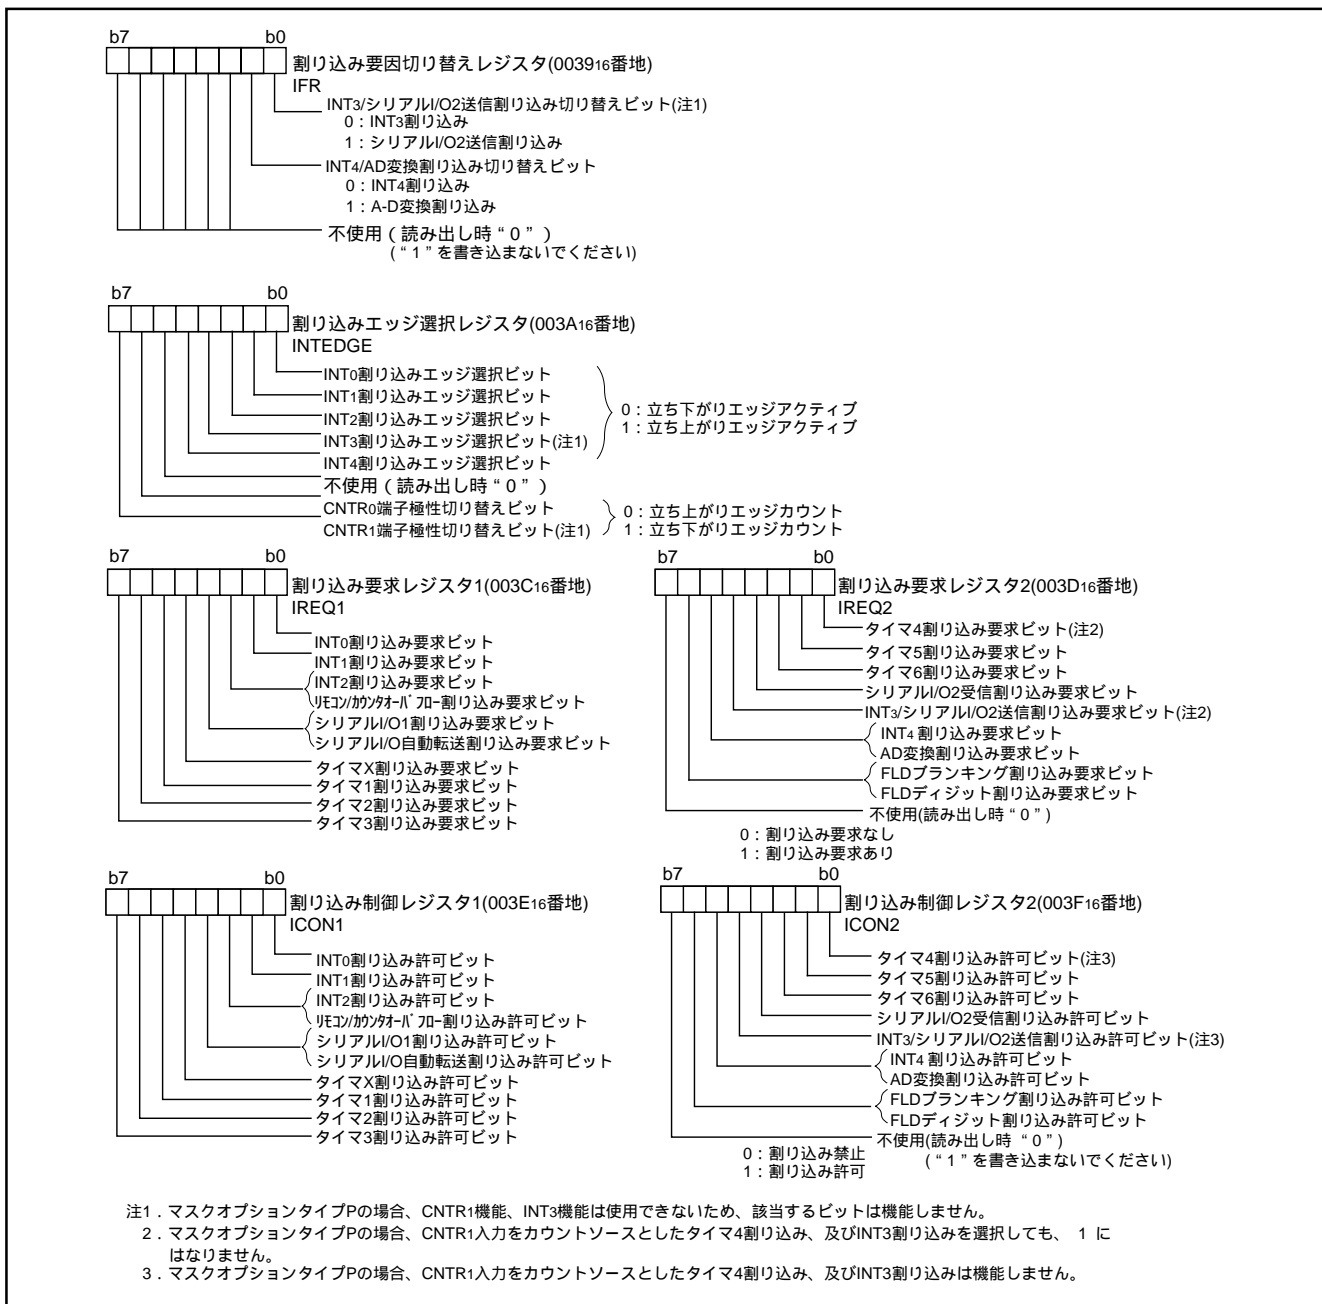 b7 b0
割り込み要因切り替えレジスタ(003916番地)
IFR
INT3/シリアルI/O2送信割り込み切り替えビット(注1)
0：INT3割り込み
1：シリアルI/O2送信割り込み
INT4/AD変換割り込み切り替えビット
0：INT4割り込み
1：A-D変換割り込み
不使用（読み出し時“0”）
(“1”を書き込まないでください)
b7 b0
割り込みエッジ選択レジスタ(003A16番地)
INTEDGE
INT0割り込みエッジ選択ビット
INT1割り込みエッジ選択ビット
INT2割り込みエッジ選択ビット
INT3割り込みエッジ選択ビット(注1)
INT4割り込みエッジ選択ビット
0：立ち下がりエッジアクティブ
1：立ち上がりエッジアクティブ
不使用（読み出し時“0”）
CNTR0端子極性切り替えビット
CNTR1端子極性切り替えビット(注1)
0：立ち上がりエッジカウント
1：立ち下がりエッジカウント
b7 b0
割り込み要求レジスタ1(003C16番地)
IREQ1
INT0割り込み要求ビット
INT1割り込み要求ビット
INT2割り込み要求ビット
ﾘﾓｺﾝ/ｶｳﾝﾀｵｰﾊﾞﾌﾛｰ割り込み要求ビット
シリアルI/O1割り込み要求ビット
シリアルI/O自動転送割り込み要求ビット
タイマX割り込み要求ビット
タイマ1割り込み要求ビット
タイマ2割り込み要求ビット
タイマ3割り込み要求ビット
b7 b0
割り込み要求レジスタ2(003D16番地)
IREQ2
タイマ4割り込み要求ビット(注2)
タイマ5割り込み要求ビット
タイマ6割り込み要求ビット
シリアルI/O2受信割り込み要求ビット
INT3/シリアルI/O2送信割り込み要求ビット(注2)
INT4 割り込み要求ビット
AD変換割り込み要求ビット
FLDブランキング割り込み要求ビット
FLDディジット割り込み要求ビット
不使用(読み出し時“0”)
0：割り込み要求なし
1：割り込み要求あり
b7 b0
割り込み制御レジスタ1(003E16番地)
ICON1
INT0割り込み許可ビット
INT1割り込み許可ビット
INT2割り込み許可ビット
ﾘﾓｺﾝ/ｶｳﾝﾀｵｰﾊﾞﾌﾛｰ割り込み許可ビット
シリアルI/O1割り込み許可ビット
シリアルI/O自動転送割り込み許可ビット
タイマX割り込み許可ビット
タイマ1割り込み許可ビット
タイマ2割り込み許可ビット
タイマ3割り込み許可ビット
b7 b0
割り込み制御レジスタ2(003F16番地)
ICON2
タイマ4割り込み許可ビット(注3)
タイマ5割り込み許可ビット
タイマ6割り込み許可ビット
シリアルI/O2受信割り込み許可ビット
INT3/シリアルI/O2送信割り込み許可ビット(注3)
INT4 割り込み許可ビット
AD変換割り込み許可ビット
FLDブランキング割り込み許可ビット
FLDディジット割り込み許可ビット
不使用(読み出し時 “0”)
(“1”を書き込まないでください)
0：割り込み禁止
1：割り込み許可
注1．マスクオプションタイプPの場合、CNTR1機能、INT3機能は使用できないため、該当するビットは機能しません。
2．マスクオプションタイプPの場合、CNTR1入力をカウントソースとしたタイマ4割り込み、及びINT3割り込みを選択しても、 1 に
はなりません。
3．マスクオプションタイプPの場合、CNTR1入力をカウントソースとしたタイマ4割り込み、及びINT3割り込みは機能しません。